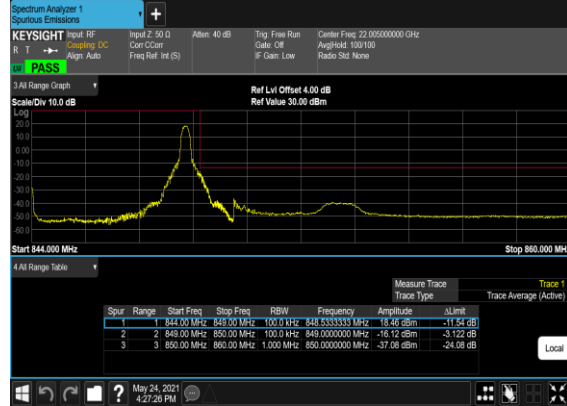 Spectrum Analyzer 1
Spurious Emissions
KEYSIGHT Input: RF Input Z: 50 Ω Atten: 40 dB Trig: Free Run Center Freq: 22.005000000 GHz
R T Coupling: DC Corr CCorr Gate: Off Avg|Hold: 100/100
Align: Auto Freq Ref: Int (S) IF Gain: Low Radio Std: None
PASS
3 All Range Graph
Ref Lvl Offset 4.00 dB
Scale/Div 10.0 dB Ref Value 30.00 dBm
Log
20.0
10.0
0.00
-10.0
-20.0
-30.0
-40.0
-50.0
-60.0
Start 844.000 MHz Stop 860.000 MH
4 All Range Table
Measure Trace Trace 1
Trace Type Trace Average (Active)
Spur Range Start Freq Stop Freq RBW Frequency Amplitude ΔLimit
1 1 844.00 MHz 849.00 MHz 100.0 kHz 848.5333333 MHz 18.46 dBm -11.54 dB
2 2 849.00 MHz 850.00 MHz 100.0 kHz 849.0000000 MHz -16.12 dBm -3.122 dB
3 3 850.00 MHz 860.00 MHz 1.000 MHz 850.0000000 MHz -37.08 dBm -24.08 dB
Local
?
May 24, 2021
4:27:26 PM